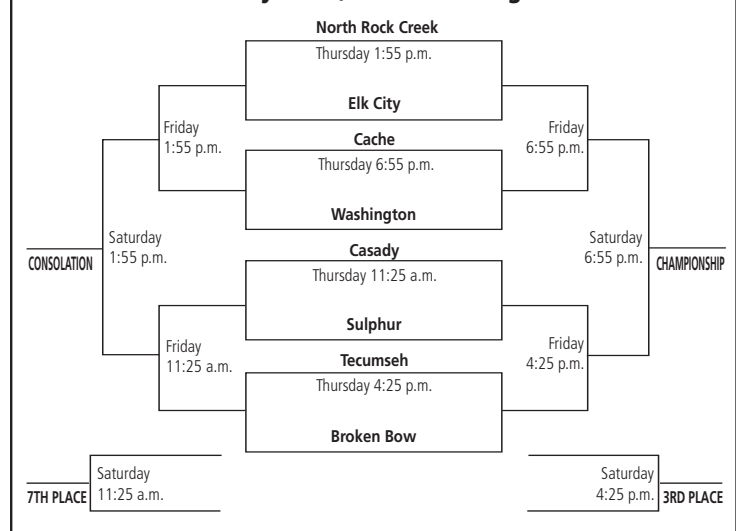 North Rock Creek
Thursday 1:55 p.m.
Elk City
Friday
1:55 p.m.
Friday
6:55 p.m.
Cache
Thursday 6:55 p.m.
Washington
Saturday
1:55 p.m.
CONSOLATION
Saturday
6:55 p.m.
CHAMPIONSHIP
Casady
Thursday 11:25 a.m.
Sulphur
Friday
11:25 a.m.
Friday
4:25 p.m.
Tecumseh
Thursday 4:25 p.m.
Broken Bow
Saturday
11:25 a.m.
7TH PLACE
Saturday
4:25 p.m.
3RD PLACE